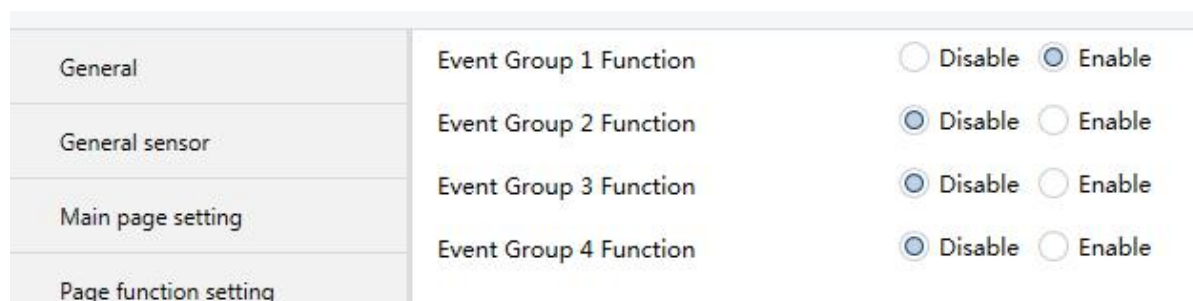 General
General sensor
Main page setting
Page function setting
Event Group 1 Function Disable Enable
Event Group 2 Function Disable Enable
Event Group 3 Function Disable Enable
Event Group 4 Function Disable Enable